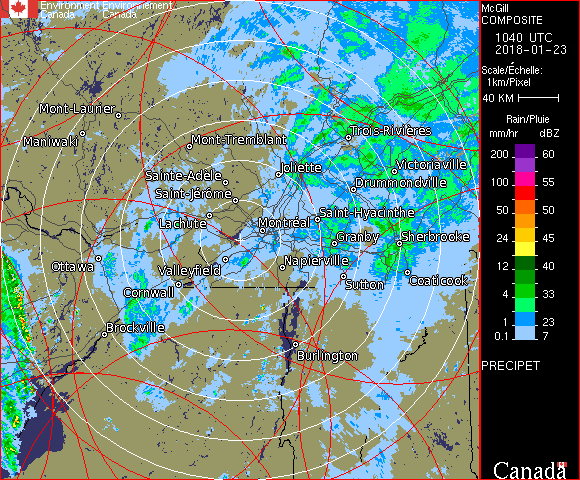 Environment Environnement
Canada Canada
Mont-Laurier
Maniwaki
Mont-Tremblant
Trois-Rivières
Joliette
Victoriaville
Sainte-Adèle
Drummondville
Saint-Jérôme
Saint-Hyacinthe
Lachute
Montréal
Granby
Sherbrooke
Ottawa
Valleyfield
Napierville
Cornwall
Sutton
Coaticook
Brockville
Burlington
McGill
COMPOSITE
1040 UTC
2018-01-23
Scale/Échelle:
1km/Pixel
40 KM
Rain/Pluie
mm/hr dBZ
200 60
100 55
50 50
24 45
12 40
4 33
1 23
0.1 7
PRECIPET
Canada